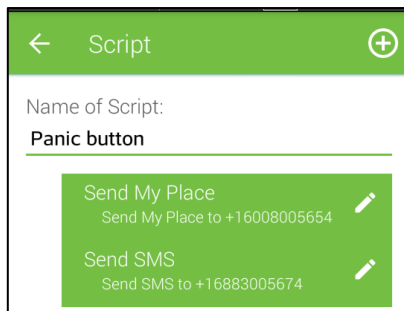 Script
Name of Script:
Panic button
Send My Place
Send My Place to +16008005654
Send SMS
Send SMS to +16883005674